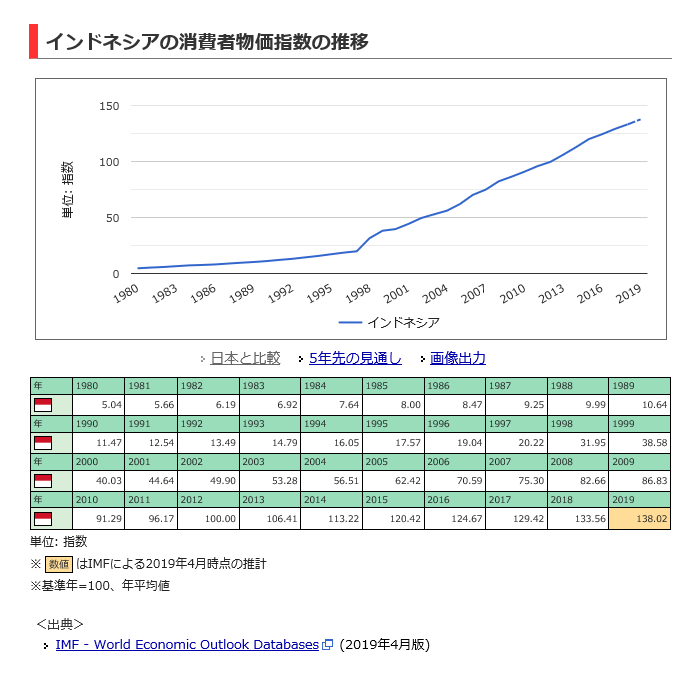 インドネシアの消費者物価指数の推移
150
100
50
0
単位: 指数
1980 1983 1986 1989 1992 1995 1998 2001 2004 2007 2010 2013 2016 2019
インドネシア
日本と比較 5年先の見通し 画像出力
年 1980 1981 1982 1983 1984 1985 1986 1987 1988 1989
5.04 5.66 6.19 6.92 7.64 8.00 8.47 9.25 9.99 10.64
年 1990 1991 1992 1993 1994 1995 1996 1997 1998 1999
11.47 12.54 13.49 14.79 16.05 17.57 19.04 20.22 31.95 38.58
年 2000 2001 2002 2003 2004 2005 2006 2007 2008 2009
40.03 44.64 49.90 53.28 56.51 62.42 70.59 75.30 82.66 86.83
年 2010 2011 2012 2013 2014 2015 2016 2017 2018 2019
91.29 96.17 100.00 106.41 113.22 120.42 124.67 129.42 133.56 138.02
単位: 指数
※ 数値 はIMFによる2019年4月時点の推計
※基準年=100、年平均値
＜出典＞
IMF - World Economic Outlook Databases (2019年4月版)